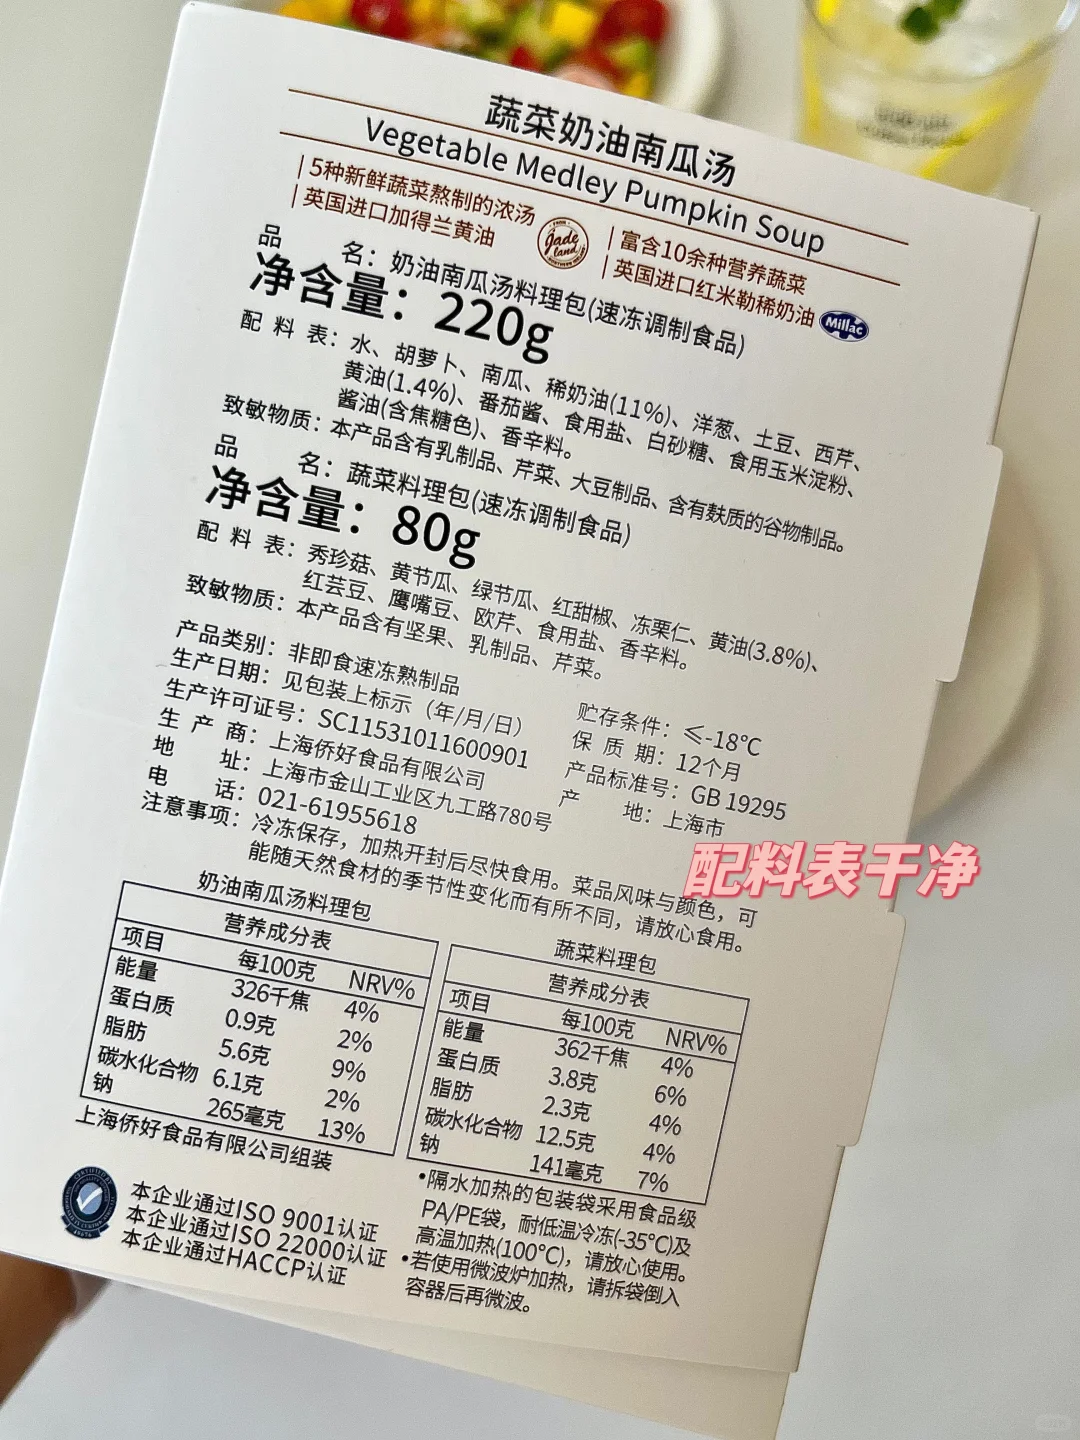 蔬菜奶油南瓜汤
Vegetable Medley Pumpkin Soup
5种新鲜蔬菜熬制的浓汤
英国进口加得兰黄油
Jade land
富含10余种营养蔬菜
英国进口红米勒稀奶油
Millac
品 名：奶油南瓜汤料理包(速冻调制食品)
净含量：220g
配 料 表：水、胡萝卜、南瓜、稀奶油(11%)、洋葱、土豆、西芹、
黄油(1.4%)、番茄酱、食用盐、白砂糖、食用玉米淀粉、
酱油(含焦糖色)、香辛料。
致敏物质：本产品含有乳制品、芹菜、大豆制品、含有麸质的谷物制品。
品 名：蔬菜料理包(速冻调制食品)
净含量：80g
配 料 表：秀珍菇、黄节瓜、绿节瓜、红甜椒、冻栗仁、黄油(3.8%)、
红芸豆、鹰嘴豆、欧芹、食用盐、香辛料。
致敏物质：本产品含有坚果、乳制品、芹菜。
产品类别：非即食速冻熟制品
生产日期：见包装上标示（年/月/日）
生产许可证号：SC11531011600901
生 产 商：上海侨好食品有限公司
地 址：上海市金山工业区九工路780号
电 话：021-61955618
贮存条件：≤-18℃
保 质 期：12个月
产品标准号：GB 19295
产 地：上海市
注意事项：冷冻保存，加热开封后尽快食用。菜品风味与颜色，可
能随天然食材的季节性变化而有所不同，请放心食用。
配料表干净
奶油南瓜汤料理包
营养成分表
项目 每100克 NRV%
能量 326千焦 4%
蛋白质 0.9克 2%
脂肪 5.6克 9%
碳水化合物 6.1克 2%
钠 265毫克 13%
蔬菜料理包
营养成分表
项目 每100克 NRV%
能量 362千焦 4%
蛋白质 3.8克 6%
脂肪 2.3克 4%
碳水化合物 12.5克 4%
钠 141毫克 7%
上海侨好食品有限公司组装
本企业通过ISO 9001认证
本企业通过ISO 22000认证
本企业通过HACCP认证
•隔水加热的包装袋采用食品级
PA/PE袋，耐低温冷冻(-35℃)及
高温加热(100℃)，请放心使用。
•若使用微波炉加热，请拆袋倒入
容器后再微波。